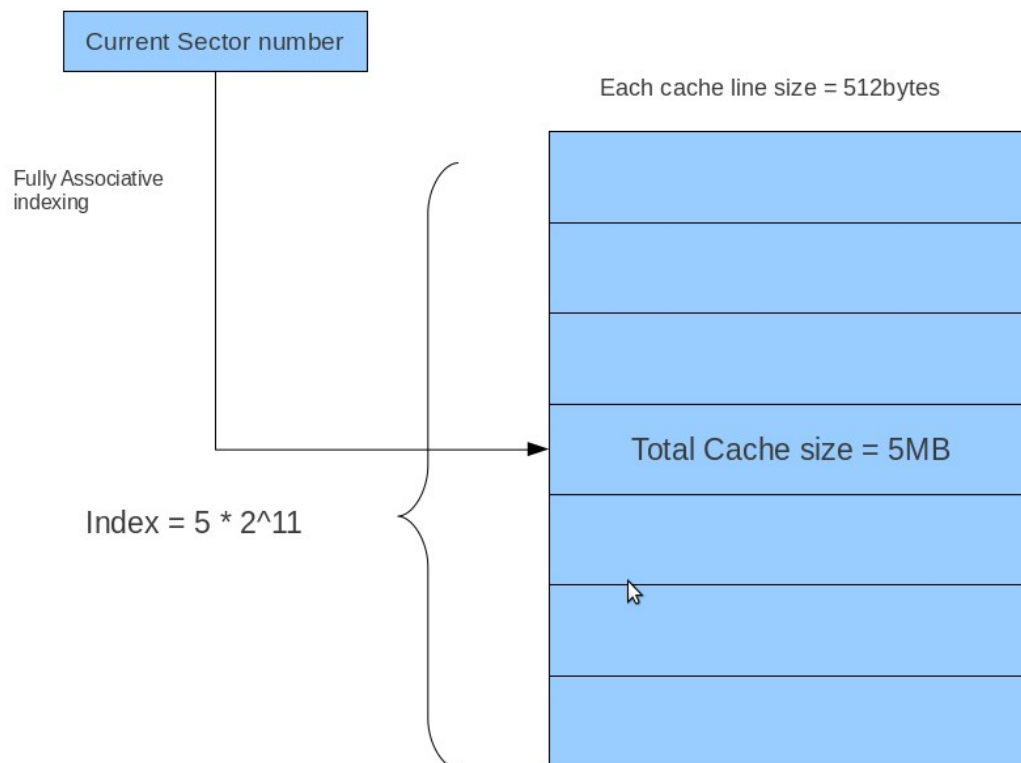 Current Sector number
Each cache line size = 512bytes
Fully Associative
indexing
Total Cache size = 5MB
Index = 5 * 2^11